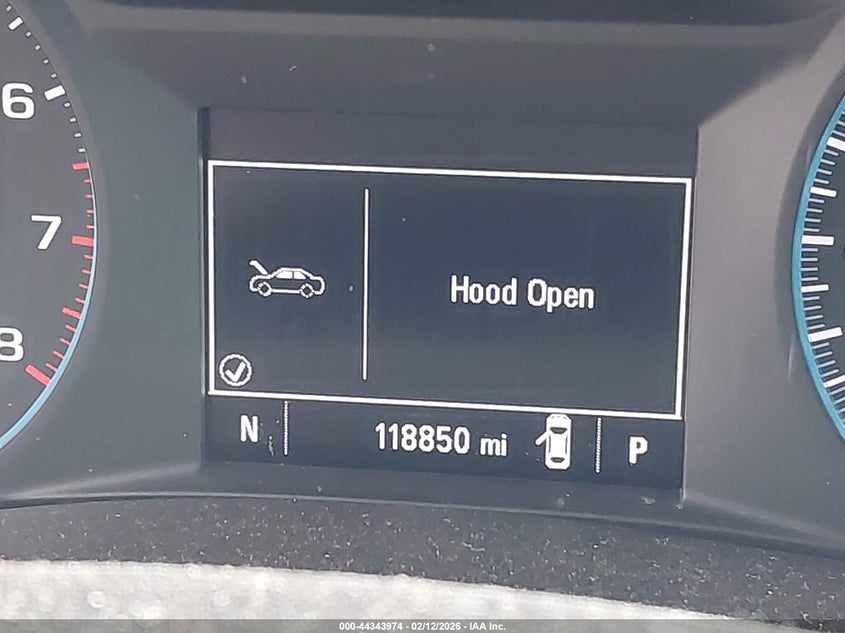 6
7
8
Hood Open
N 118850 mi P
000-44343974 - 02/12/2026 - IAA Inc.